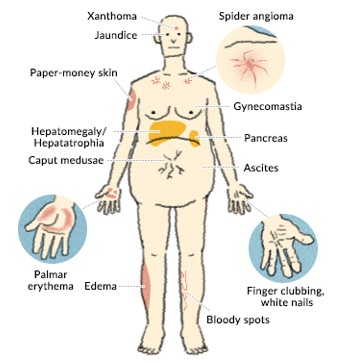 Xanthoma
Spider angioma
Jaundice
Paper-money skin
Gynecomastia
Hepatomegaly/
Hepatatrophia
Pancreas
Caput medusae
Ascites
Palmar
erythema
Edema
Finger clubbing,
white nails
Bloody spots